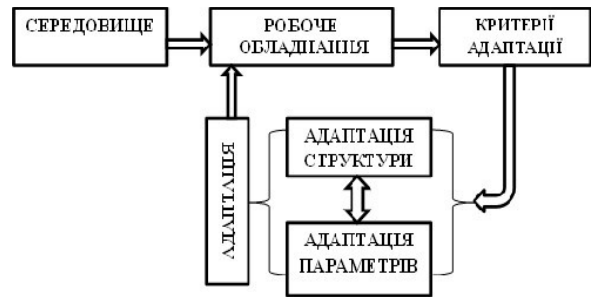 СЕРЕДОВИЩЕ
РОБОЧЕ
ОБЛАДНАННЯ
КРИТЕРІЇ
АДАПТАЦІЇ
АДАПТАЦІЯ
АДАПТАЦІЯ
СТРУКТУРИ
АДАПТАЦІЯ
ПАРАМЕТРІВ